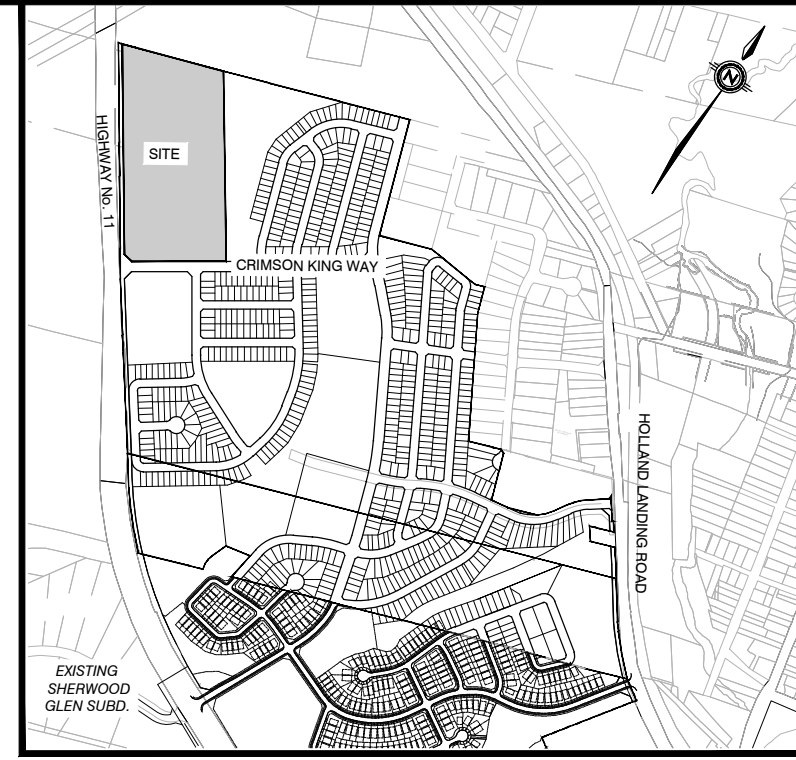 N
HIGHWAY No. 11
SITE
CRIMSON KING WAY
HOLLAND LANDING ROAD
EXISTING
SHERWOOD
GLEN SUBD.